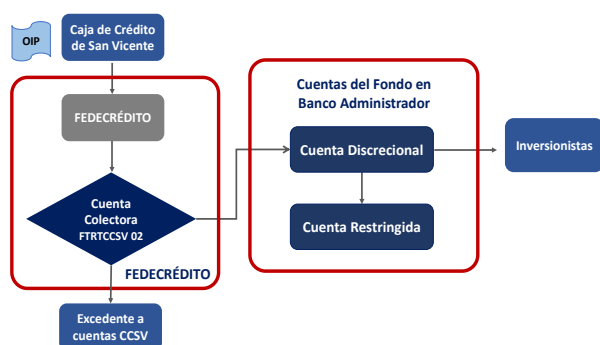 OIP
Caja de Crédito
de San Vicente
FEDECRÉDITO
Cuenta
Colectora
FTRTCCSV 02
FEDECRÉDITO
Excedente a
cuentas CCSV
Cuentas del Fondo en
Banco Administrador
Cuenta Discrecional
Cuenta Restringida
Inversionistas